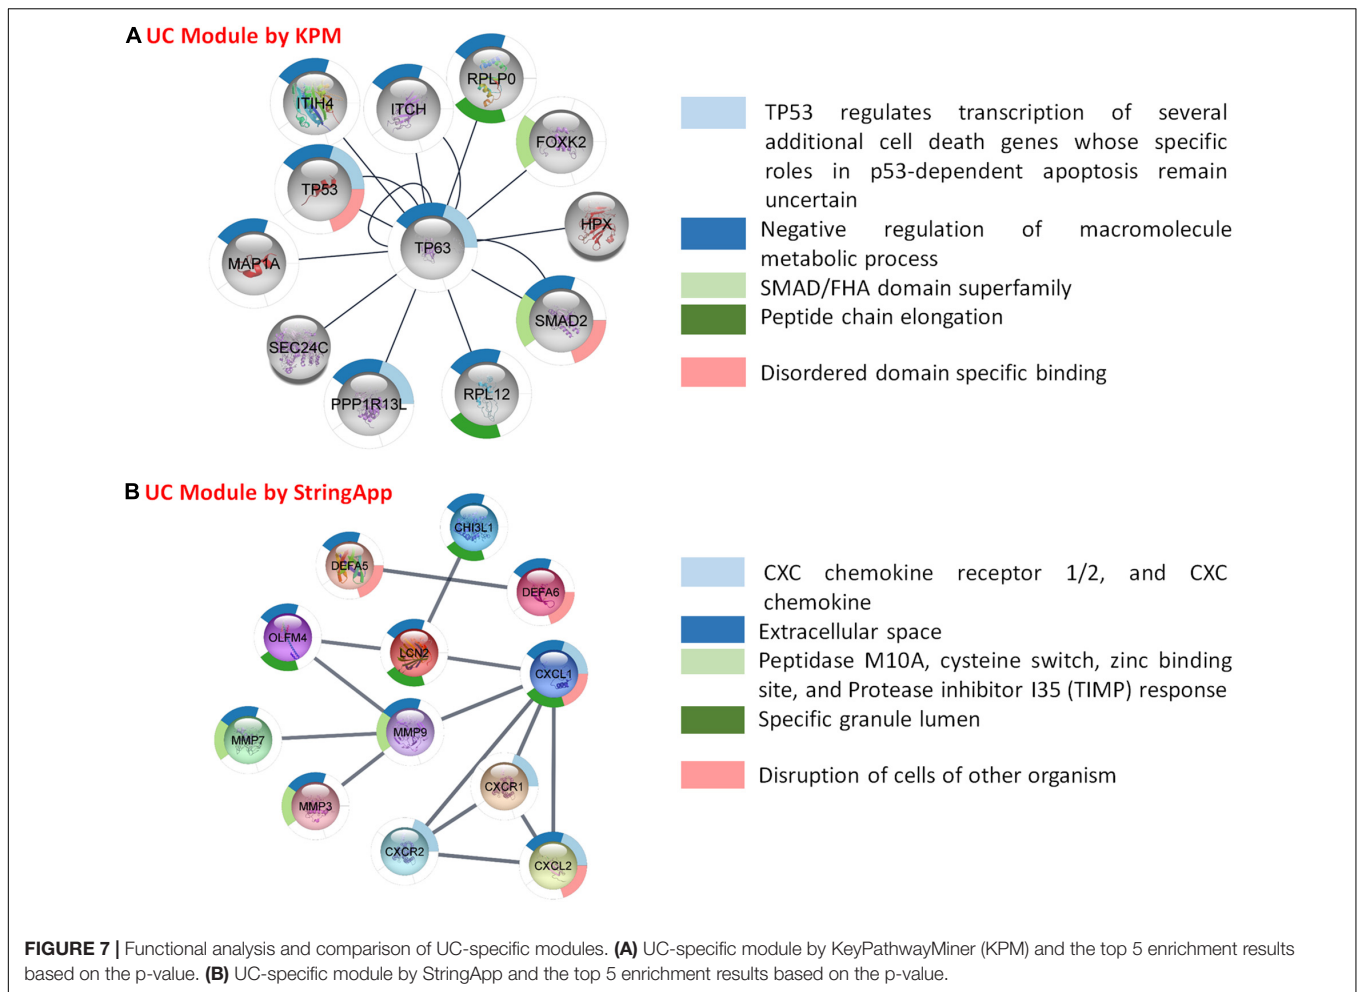 A UC Module by KPM
ITIH4
ITCH
RPLP0
FOXK2
TP53
HPX
TP63
MAP1A
SMAD2
SEC24C
PPP1R13L
RPL12
TP53 regulates transcription of several
additional cell death genes whose specific
roles in p53-dependent apoptosis remain
uncertain
Negative regulation of macromolecule
metabolic process
SMAD/FHA domain superfamily
Peptide chain elongation
Disordered domain specific binding
B UC Module by StringApp
CHI3L1
DEFA5
DEFA6
OLFM4
LCN2
CXCL1
MMP7
MMP9
CXCR1
MMP3
CXCR2
CXCL2
CXC chemokine receptor 1/2, and CXC
chemokine
Extracellular space
Peptidase M10A, cysteine switch, zinc binding
site, and Protease inhibitor I35 (TIMP) response
Specific granule lumen
Disruption of cells of other organism
FIGURE 7 | Functional analysis and comparison of UC-specific modules. (A) UC-specific module by KeyPathwayMiner (KPM) and the top 5 enrichment results
based on the p-value. (B) UC-specific module by StringApp and the top 5 enrichment results based on the p-value.